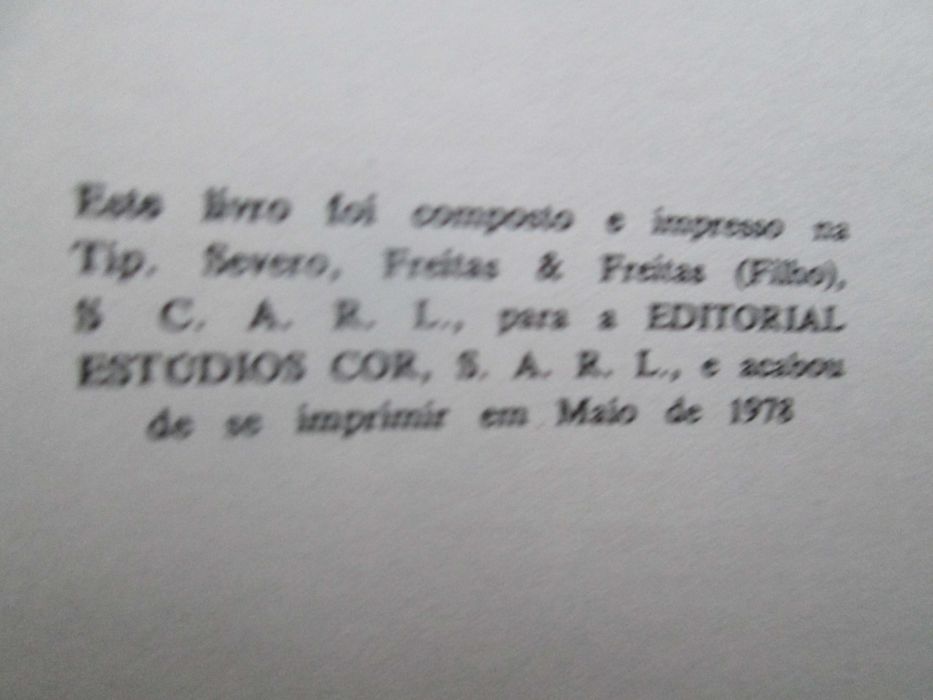 Este livro foi composto e impresso na
Tip. Severo, Freitas & Freitas (Filho),
S C. A. R. L., para a EDITORIAL
ESTÚDIOS COR, S. A. R. L., e acabou
de se imprimir em Maio de 1978